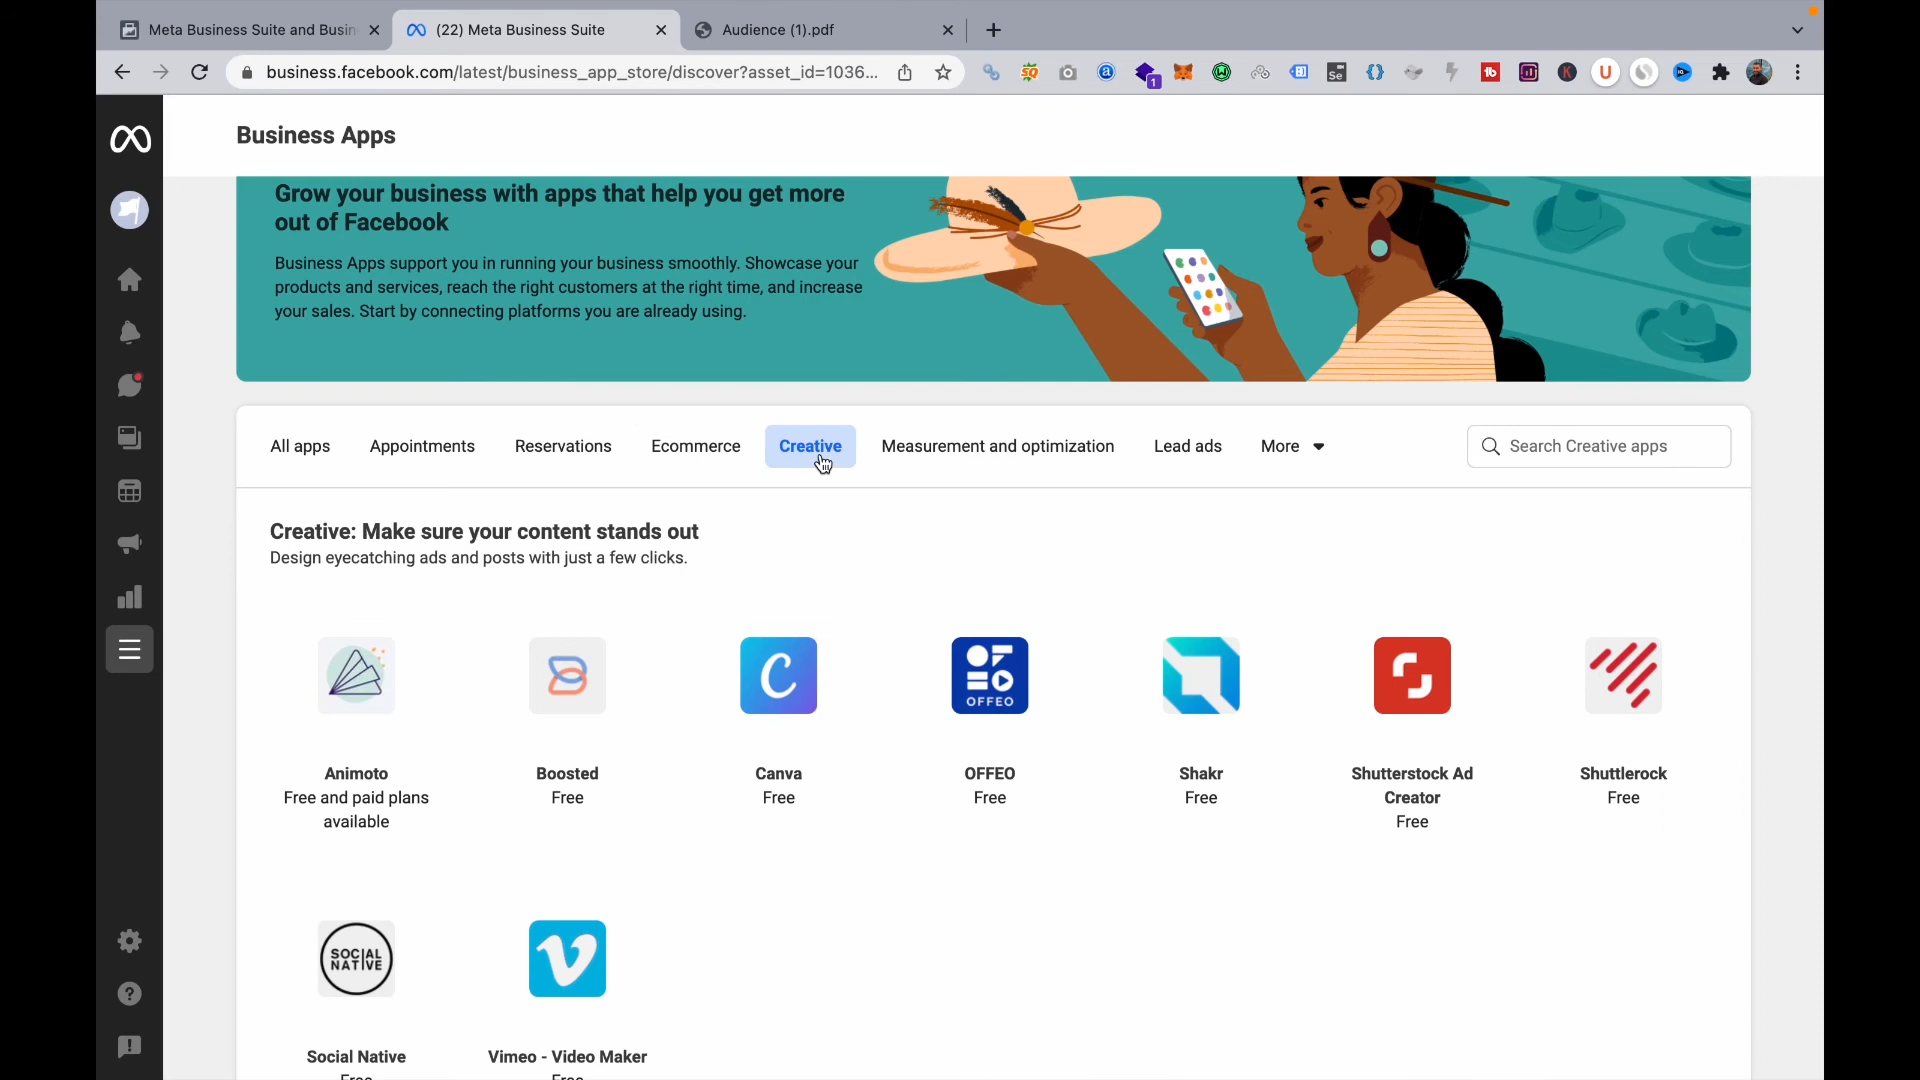 Meta Business Suite and Busin
(22) Meta Business Suite
Audience (1).pdf
business.facebook.com/latest/business_app_store/discover?asset_id=1036...
1
Business Apps
Grow your business with apps that help you get more
out of Facebook
Business Apps support you in running your business smoothly. Showcase your
products and services, reach the right customers at the right time, and increase
your sales. Start by connecting platforms you are already using.
All apps
Appointments
Reservations
Ecommerce
Creative
Measurement and optimization
Lead ads
More
Search Creative apps
Creative: Make sure your content stands out
Design eyecatching ads and posts with just a few clicks.
OFFEO
Animoto
Free and paid plans
available
Boosted
Free
Canva
Free
OFFEO
Free
Shakr
Free
Shutterstock Ad
Creator
Free
Shuttlerock
Free
SOCIAL
NATIVE
Social Native
Free
Vimeo - Video Maker
Free